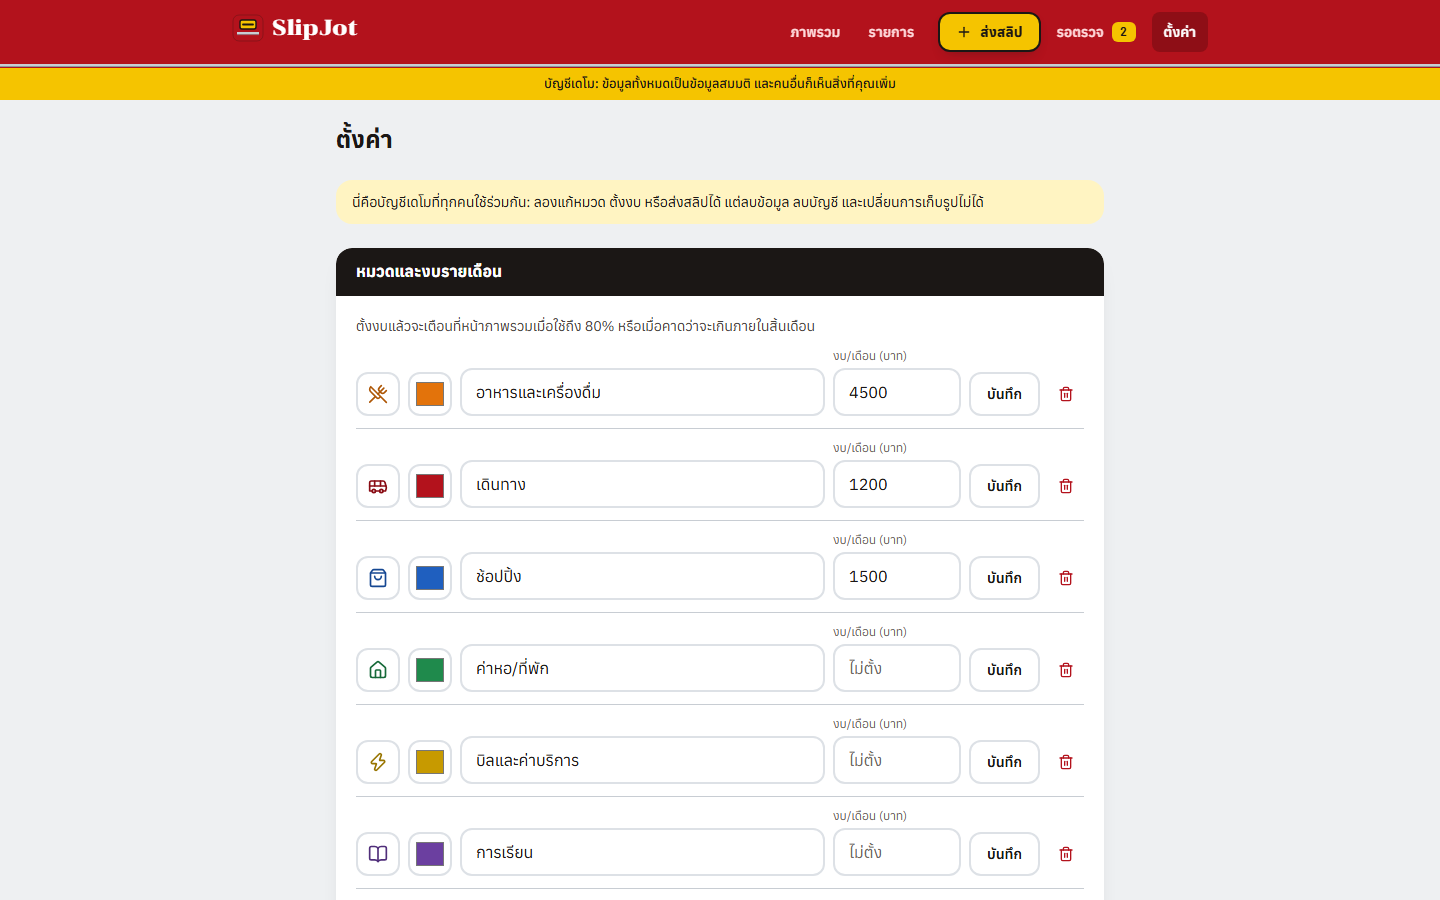 SlipJot
ภาพรวม
รายการ
+ ส่งสลิป
รอตรวจ 2
ตั้งค่า
บัญชีเดโม: ข้อมูลทั้งหมดเป็นข้อมูลสมมติ และคนอื่นก็เห็นสิ่งที่คุณเพิ่ม
ตั้งค่า
นี่คือบัญชีเดโมที่ทุกคนใช้ร่วมกัน: ลองแก้หมวด ตั้งงบ หรือส่งสลิปได้ แต่ลบข้อมูล ลบบัญชี และเปลี่ยนการเก็บรูปไม่ได้
หมวดและงบรายเดือน
ตั้งงบแล้วจะเตือนที่หน้าภาพรวมเมื่อใช้ถึง 80% หรือเมื่อคาดว่าจะเกินภายในสิ้นเดือน
งบ/เดือน (บาท)
อาหารและเครื่องดื่ม 4500 บันทึก
งบ/เดือน (บาท)
เดินทาง 1200 บันทึก
งบ/เดือน (บาท)
ช้อปปิ้ง 1500 บันทึก
งบ/เดือน (บาท)
ค่าหอ/ที่พัก ไม่ตั้ง บันทึก
งบ/เดือน (บาท)
บิลและค่าบริการ ไม่ตั้ง บันทึก
งบ/เดือน (บาท)
การเรียน ไม่ตั้ง บันทึก